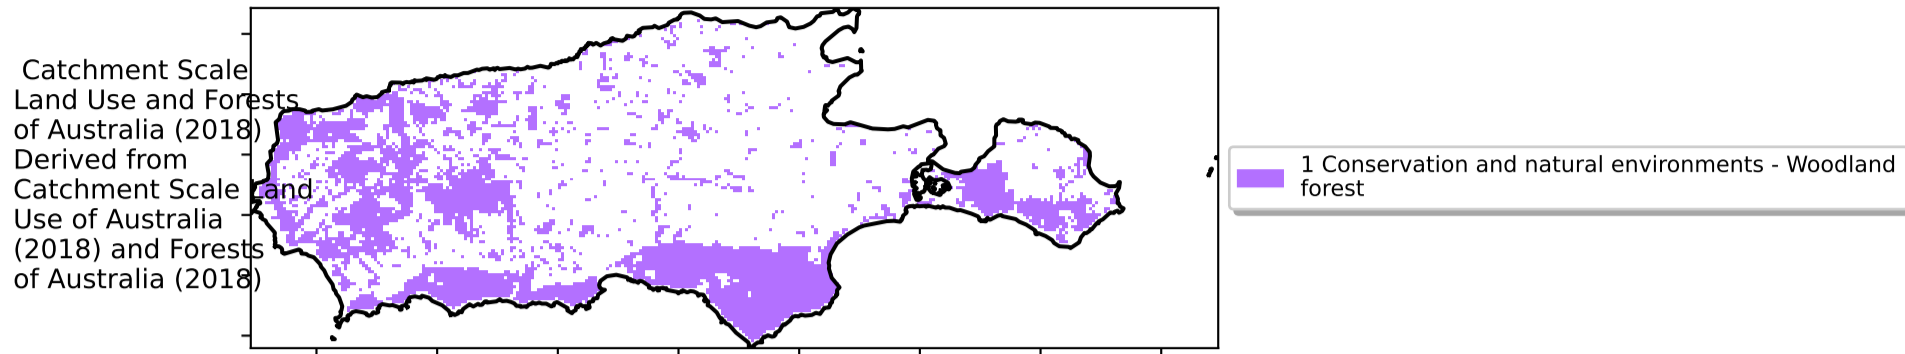 Catchment Scale
Land Use and Forests
of Australia (2018)
Derived from
Catchment Scale Land
Use of Australia
(2018) and Forests
of Australia (2018)
1 Conservation and natural environments - Woodland
forest